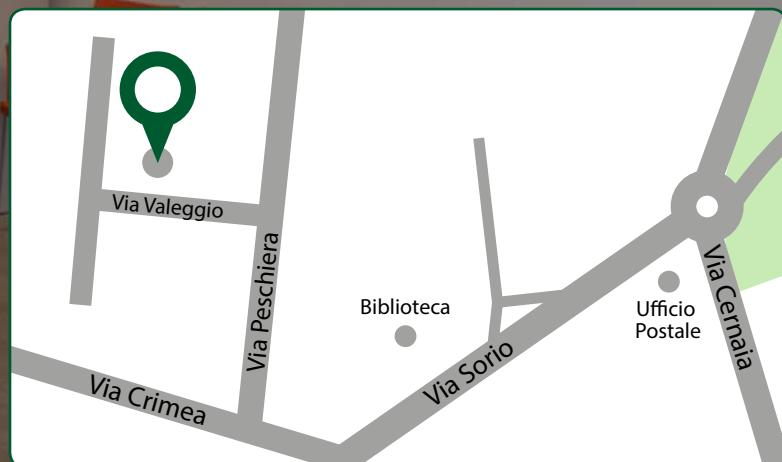 Via Valeggio
Via Peschiera
Biblioteca
Ufficio
Postale
Via Cernaia
Via Sorio
Via Crimea